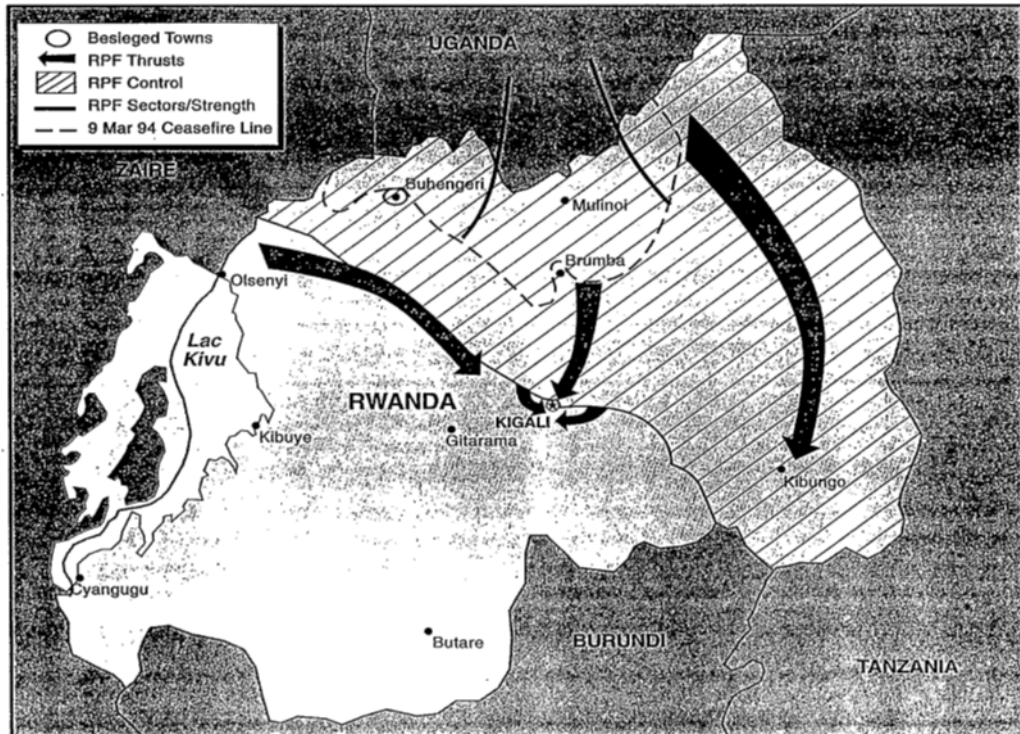 Besieged Towns
RPF Thrusts
RPF Control
RPF Sectors/Strength
9 Mar 94 Ceasefire Line
UGANDA
ZAIRE
Buhengeri
Mulinoi
Brumba
Olsenyi
Lac
Kivu
RWANDA
KIGALI
Kibuye
Gitarama
Kibungo
Cyangugu
Butare
BURUNDI
TANZANIA